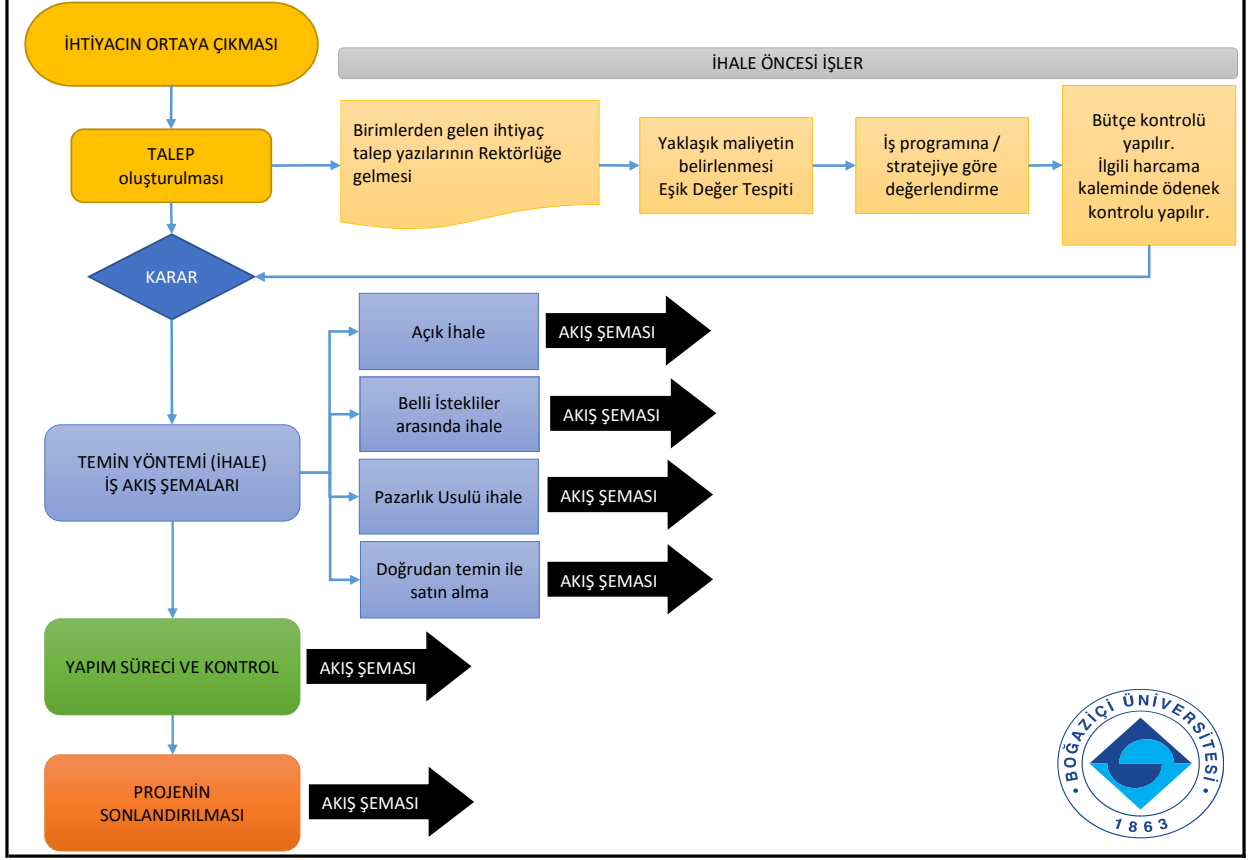 İHTİYACIN ORTAYA ÇIKMASI
İHALE ÖNCESİ İŞLER
TALEP
oluşturulması
Birimlerden gelen ihtiyaç
talep yazılarının Rektörlüğe
gelmesi
Yaklaşık maliyetin
belirlenmesi
Eşik Değer Tespiti
İş programına /
stratejiye göre
değerlendirme
Bütçe kontrolü
yapılır.
İlgili harcama
kaleminde ödenek
kontrolu yapılır.
KARAR
TEMİN YÖNTEMİ (İHALE)
İŞ AKIŞ ŞEMALARI
Açık İhale
AKIŞ ŞEMASI
Belli İstekliler
arasında ihale
AKIŞ ŞEMASI
Pazarlık Usulü ihale
AKIŞ ŞEMASI
Doğrudan temin ile
satın alma
AKIŞ ŞEMASI
YAPIM SÜRECİ VE KONTROL
AKIŞ ŞEMASI
PROJENİN
SONLANDIRILMASI
AKIŞ ŞEMASI
• BOĞAZİÇİ ÜNİVERSİTESİ •
1863